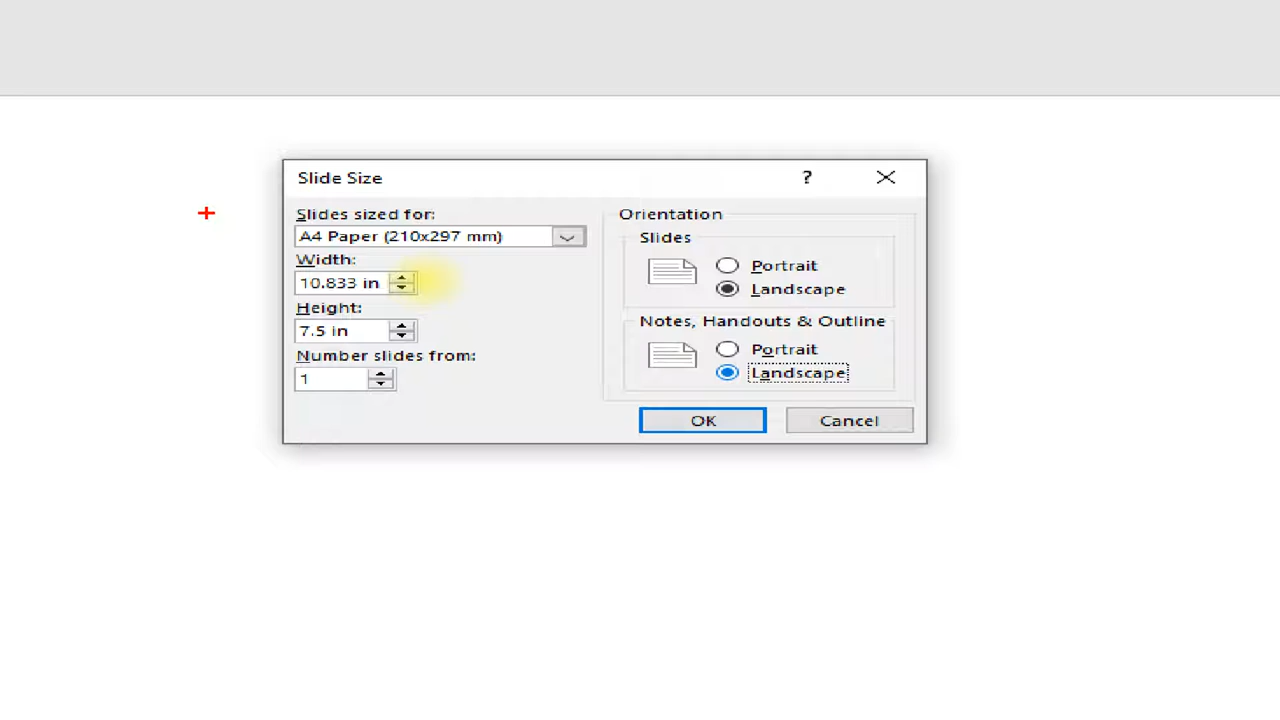 Slide Size ?
Slides sized for:
A4 Paper (210x297 mm)
Width:
10.833 in
Height:
7.5 in
Number slides from:
1
Orientation
Slides
Portrait
Landscape
Notes, Handouts & Outline
Portrait
Landscape
OK
Cancel